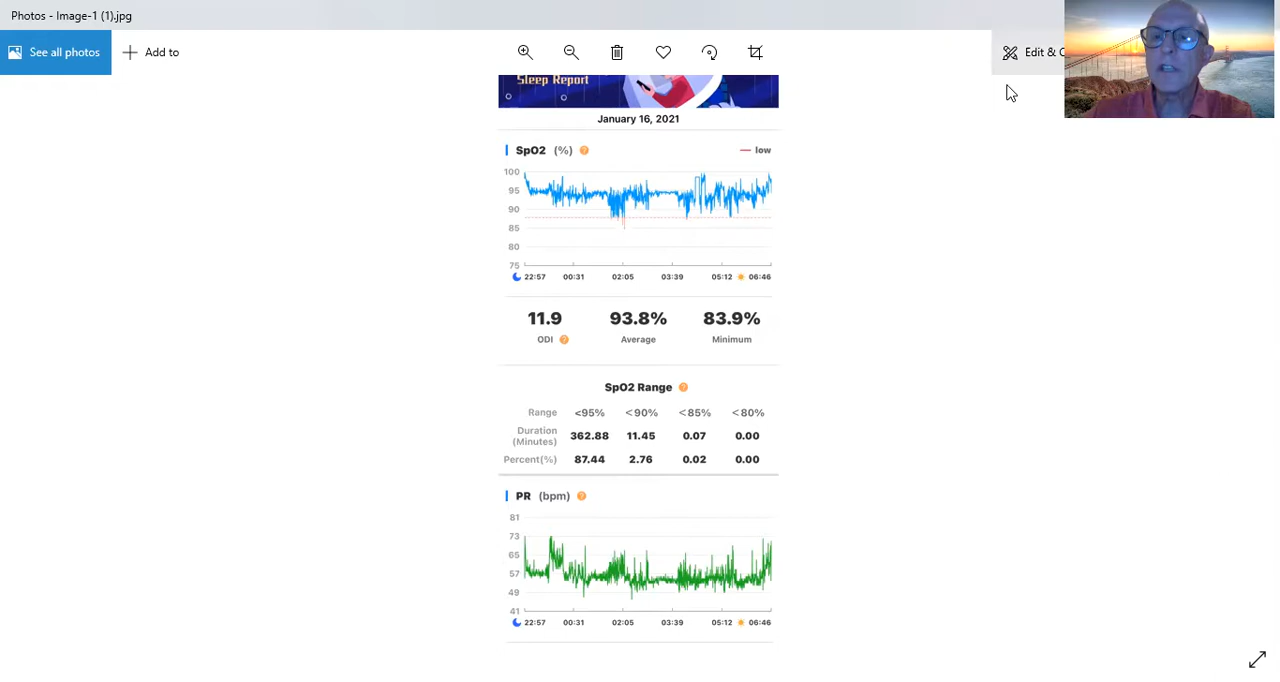 Photos - Image-1 (1).jpg
See all photos
Add to
Edit & C
Sleep Report
January 16, 2021
SpO2 (%) ?
low
100
95
90
85
80
75
22:57 00:31 02:05 03:39 05:12 06:46
11.9 93.8% 83.9%
ODI ? Average Minimum
SpO2 Range ?
Range <95% <90% <85% <80%
Duration
(Minutes) 362.88 11.45 0.07 0.00
Percent(%) 87.44 2.76 0.02 0.00
PR (bpm) ?
81
73
65
57
49
41
22:57 00:31 02:05 03:39 05:12 06:46